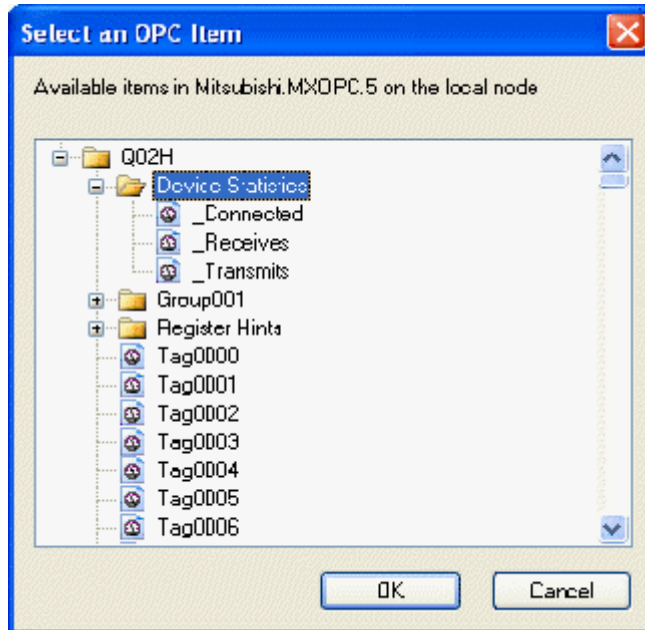 Select an OPC Item
Available items in Mitsubishi.MXOPC.5 on the local node
Q02H
Device Statistics
_Connected
_Receives
_Transmits
Group001
Register Hints
Tag0000
Tag0001
Tag0002
Tag0003
Tag0004
Tag0005
Tag0006
OK Cancel